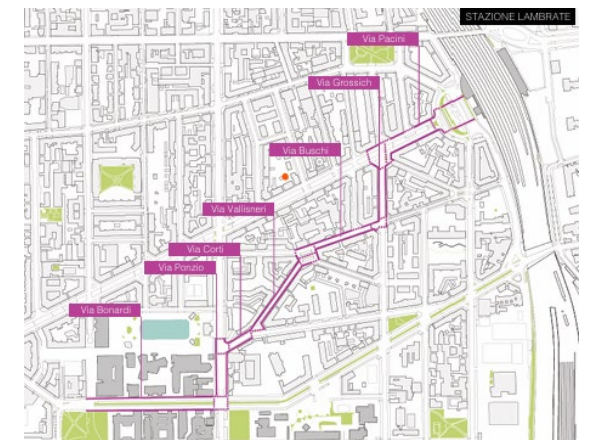 STAZIONE LAMBRATE
Via Pacini
Via Grossich
Via Buschi
Via Vallisneri
Via Corti
Via Ponzio
Via Bonardi